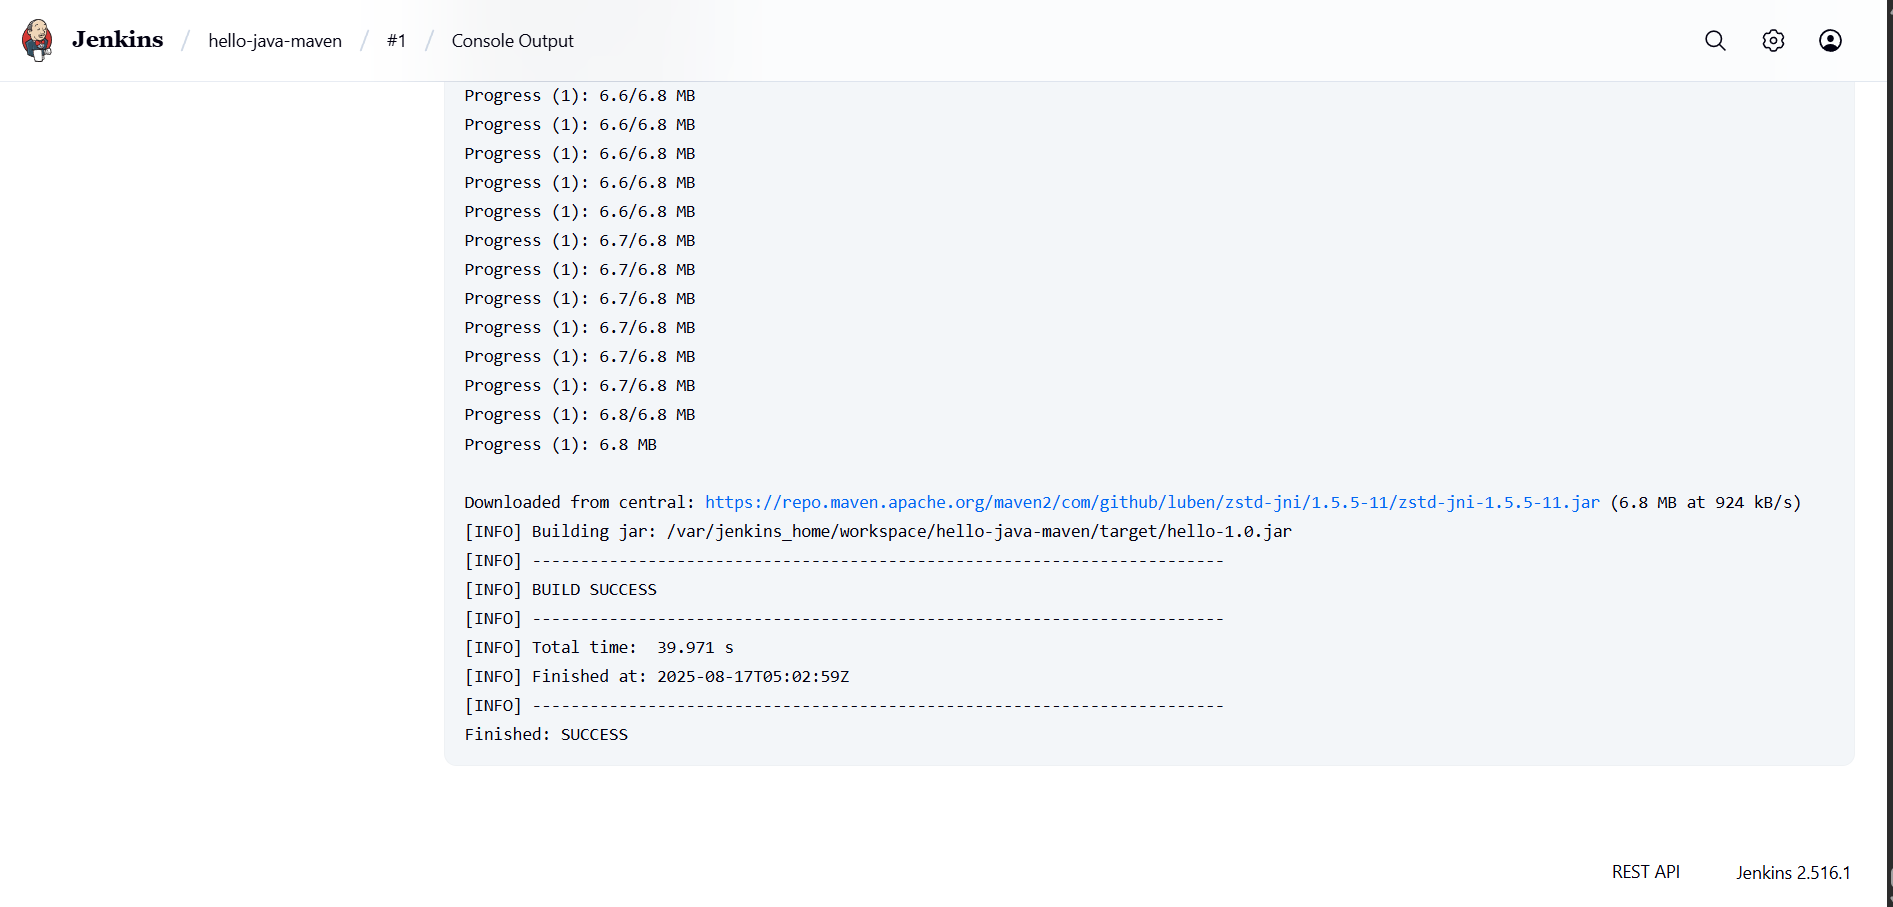 Jenkins / hello-java-maven / #1 / Console Output
Progress (1): 6.6/6.8 MB
Progress (1): 6.6/6.8 MB
Progress (1): 6.6/6.8 MB
Progress (1): 6.6/6.8 MB
Progress (1): 6.6/6.8 MB
Progress (1): 6.7/6.8 MB
Progress (1): 6.7/6.8 MB
Progress (1): 6.7/6.8 MB
Progress (1): 6.7/6.8 MB
Progress (1): 6.7/6.8 MB
Progress (1): 6.7/6.8 MB
Progress (1): 6.8/6.8 MB
Progress (1): 6.8 MB
Downloaded from central: https://repo.maven.apache.org/maven2/com/github/luben/zstd-jni/1.5.5-11/zstd-jni-1.5.5-11.jar (6.8 MB at 924 kB/s)
[INFO] Building jar: /var/jenkins_home/workspace/hello-java-maven/target/hello-1.0.jar
[INFO] ------------------------------------------------------------------------
[INFO] BUILD SUCCESS
[INFO] ------------------------------------------------------------------------
[INFO] Total time:  39.971 s
[INFO] Finished at: 2025-08-17T05:02:59Z
[INFO] ------------------------------------------------------------------------
Finished: SUCCESS
REST API Jenkins 2.516.1